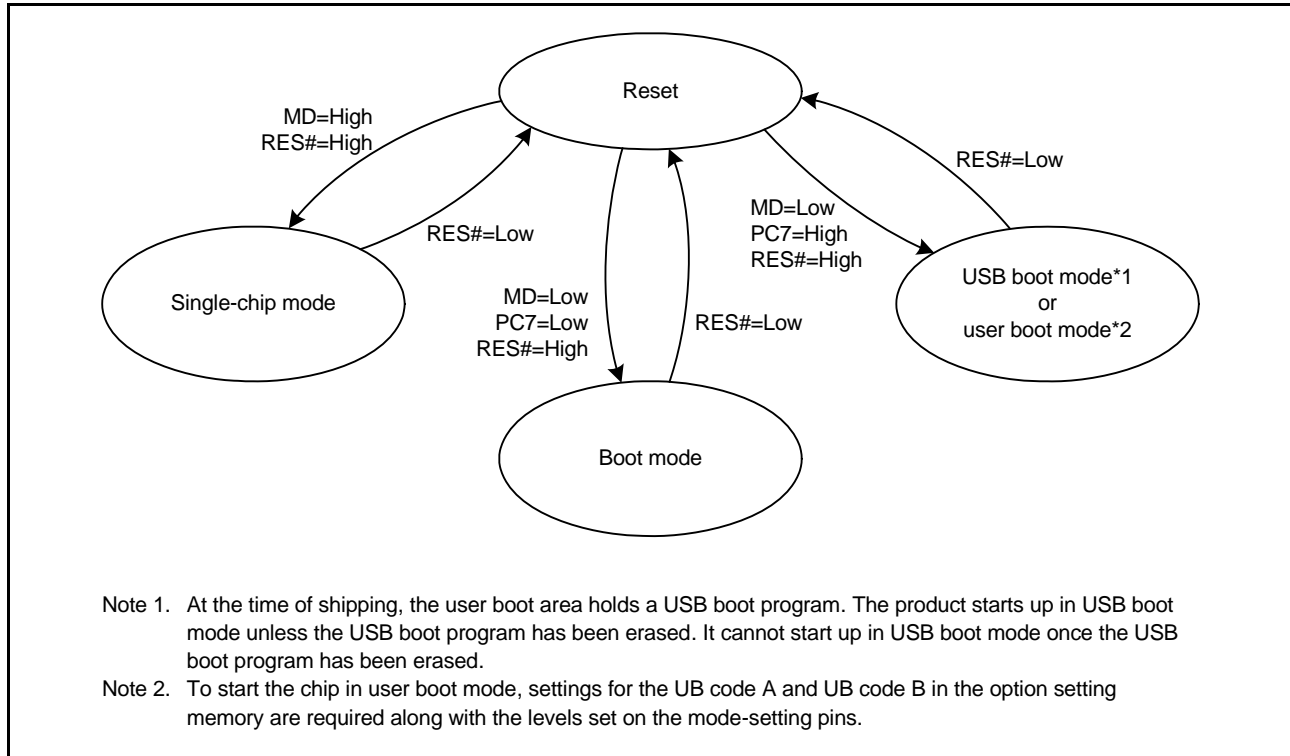 Reset
MD=High
RES#=High
RES#=Low
RES#=Low
MD=Low
PC7=High
RES#=High
Single-chip mode
MD=Low
PC7=Low
RES#=High
RES#=Low
USB boot mode*1
or
user boot mode*2
Boot mode
Note 1. At the time of shipping, the user boot area holds a USB boot program. The product starts up in USB boot
mode unless the USB boot program has been erased. It cannot start up in USB boot mode once the USB
boot program has been erased.
Note 2. To start the chip in user boot mode, settings for the UB code A and UB code B in the option setting
memory are required along with the levels set on the mode-setting pins.